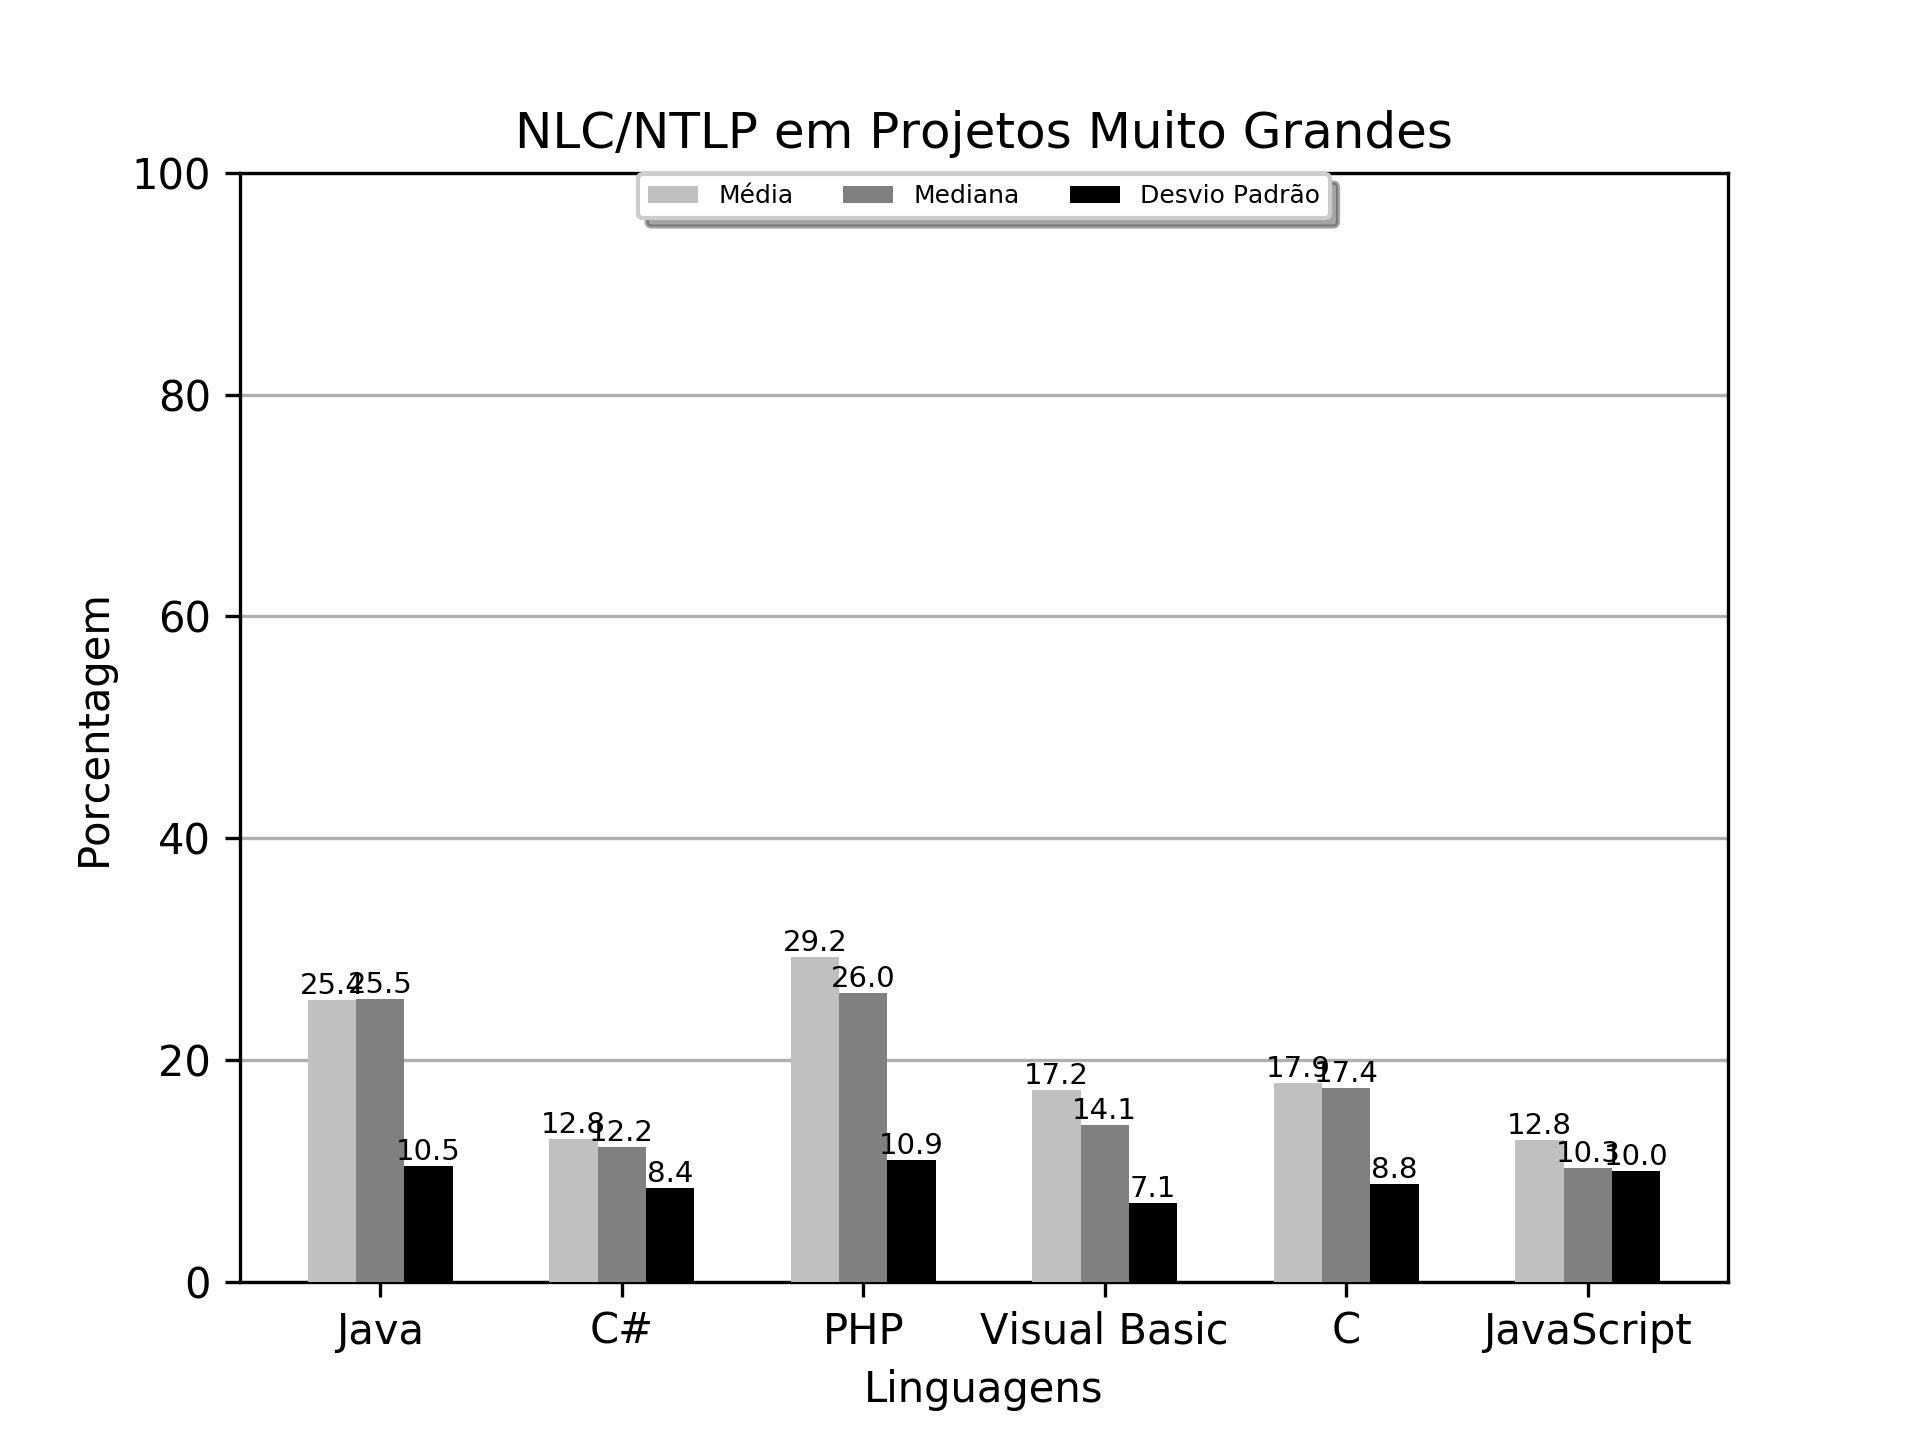 NLC/NTLP em Projetos Muito Grandes
Média Mediana Desvio Padrão
100
80
60
40
20
0
Porcentagem
25.4 25.5 10.5
12.8 12.2 8.4
29.2 26.0 10.9
17.2 14.1 7.1
17.9 17.4 8.8
12.8 10.3 10.0
Java C# PHP Visual Basic C JavaScript
Linguagens